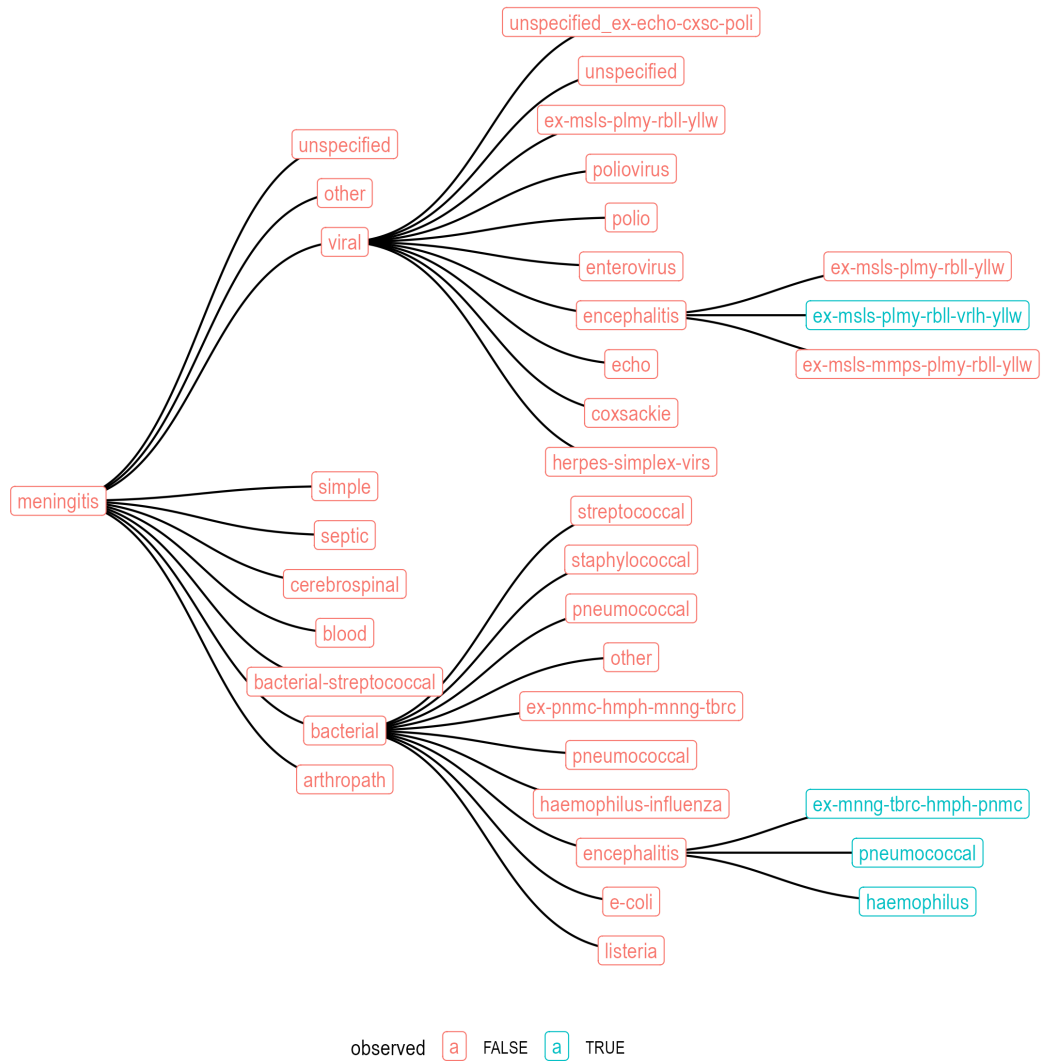 unspecified_ex-echo-cxsc-poli
unspecified
ex-msls-plmy-rbll-yllw
unspecified
poliovirus
other
polio
viral
enterovirus
ex-msls-plmy-rbll-yllw
encephalitis
ex-msls-plmy-rbll-vrlh-yllw
echo
ex-msls-mmps-plmy-rbll-yllw
coxsackie
herpes-simplex-virs
simple
meningitis
streptococcal
septic
staphylococcal
cerebrospinal
pneumococcal
blood
other
bacterial-streptococcal
ex-pnmc-hmph-mnng-tbrc
bacterial
pneumococcal
arthropath
haemophilus-influenza
ex-mnng-tbrc-hmph-pnmc
encephalitis
pneumococcal
e-coli
haemophilus
listeria
observed a FALSE a TRUE